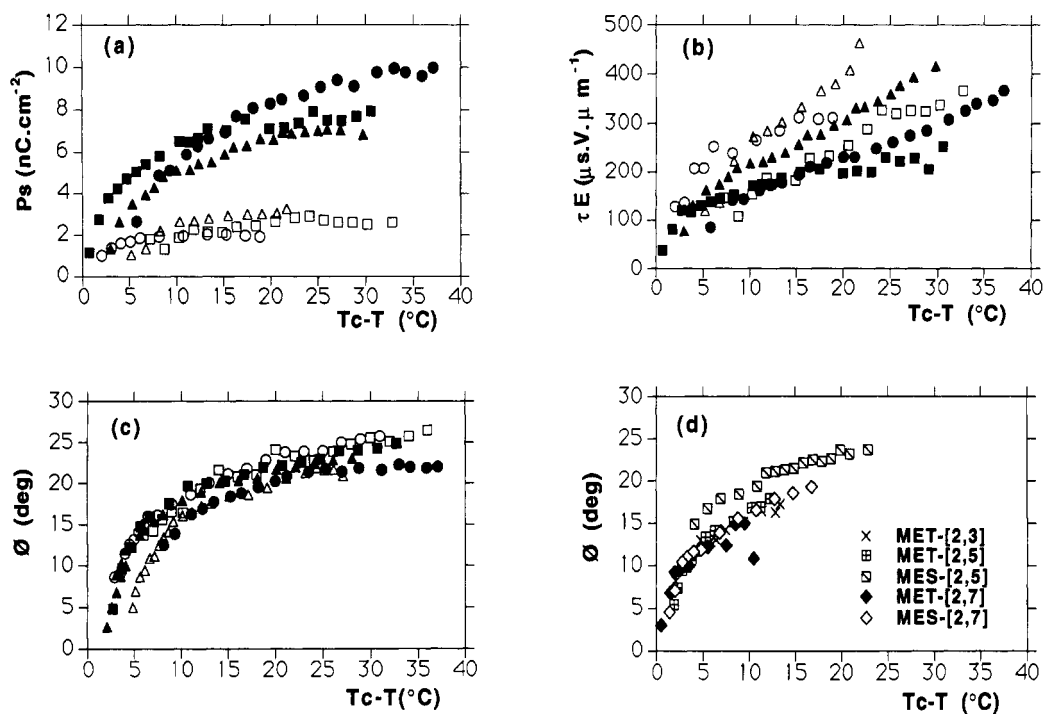 (a)
Ps (nC.cm-2)
12
10
8
6
4
2
0
0 5 10 15 20 25 30 35 40
Tc-T (°C)
(b)
τ E (μs.V.μ m-1)
500
400
300
200
100
0
0 5 10 15 20 25 30 35 40
Tc-T (°C)
(c)
Ø (deg)
30
25
20
15
10
5
0
0 5 10 15 20 25 30 35 40
Tc-T(°C)
(d)
Ø (deg)
30
25
20
15
10
5
0
MET-[2,3]
MET-[2,5]
MES-[2,5]
MET-[2,7]
MES-[2,7]
0 5 10 15 20 25 30 35 40
Tc-T (°C)